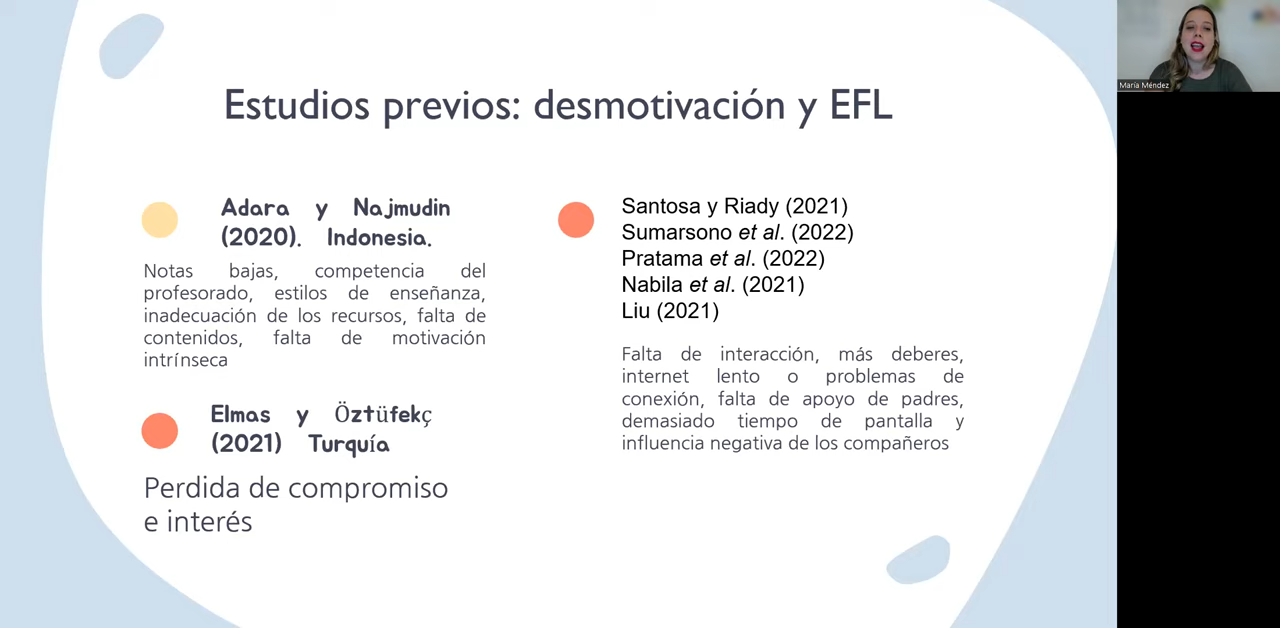 Estudios previos: desmotivación y EFL
Adara y Najmudin
(2020). Indonesia.
Notas bajas, competencia del
profesorado, estilos de enseñanza,
inadecuación de los recursos, falta de
contenidos, falta de motivación
intrínseca
Elmas y Öztüfekç
(2021) Turquía
Perdida de compromiso
e interés
Santosa y Riady (2021)
Sumarsono et al. (2022)
Pratama et al. (2022)
Nabila et al. (2021)
Liu (2021)
Falta de interacción, más deberes,
internet lento o problemas de
conexión, falta de apoyo de padres,
demasiado tiempo de pantalla y
influencia negativa de los compañeros
María Méndez